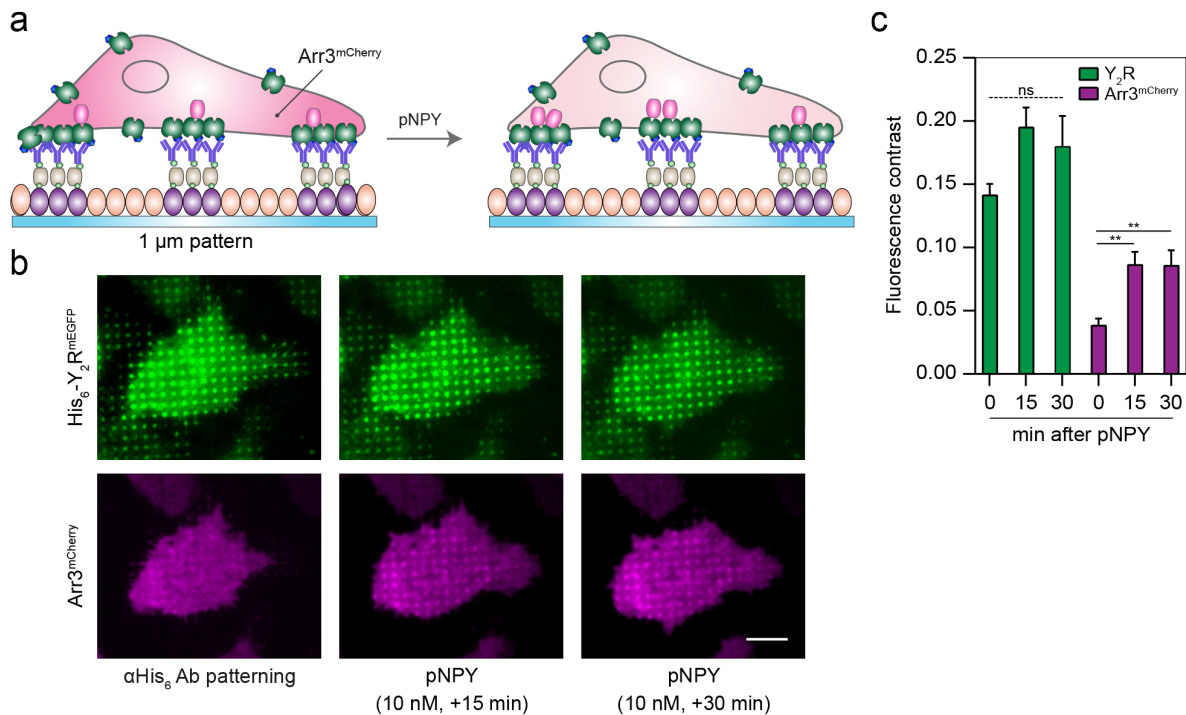 a
Arr3mCherry
pNPY
1 µm pattern
b
His6-Y2RmEGFP
Arr3mCherry
αHis6 Ab patterning
pNPY
(10 nM, +15 min)
pNPY
(10 nM, +30 min)
c
Fluorescence contrast
0.25
0.20
0.15
0.10
0.05
0.00
Y2R
Arr3mCherry
ns
**
**
0 15 30 0 15 30
min after pNPY